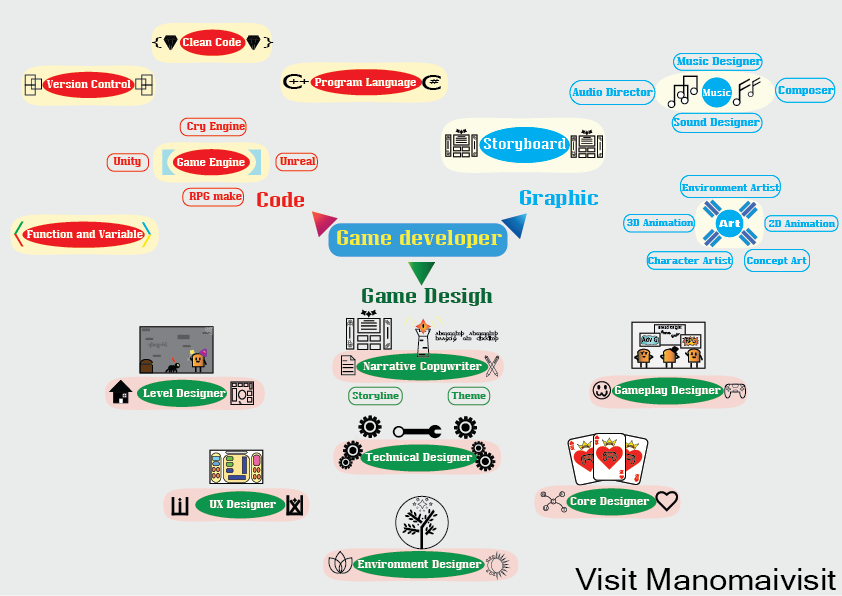 Clean Code
Version Control
C++ Program Language C#
Music Designer
Audio Director
Music
Composer
Sound Designer
Cry Engine
Unity
Game Engine
Unreal
RPG make
Code
Storyboard
Graphic
Environment Artist
3D Animation
Art
2D Animation
Character Artist
Concept Art
Function and Variable
Game developer
Game Desigh
Level Designer
Narrative Copywriter
Storyline
Theme
Gameplay Designer
Technical Designer
UX Designer
Core Designer
Environment Designer
Visit Manomaivisit